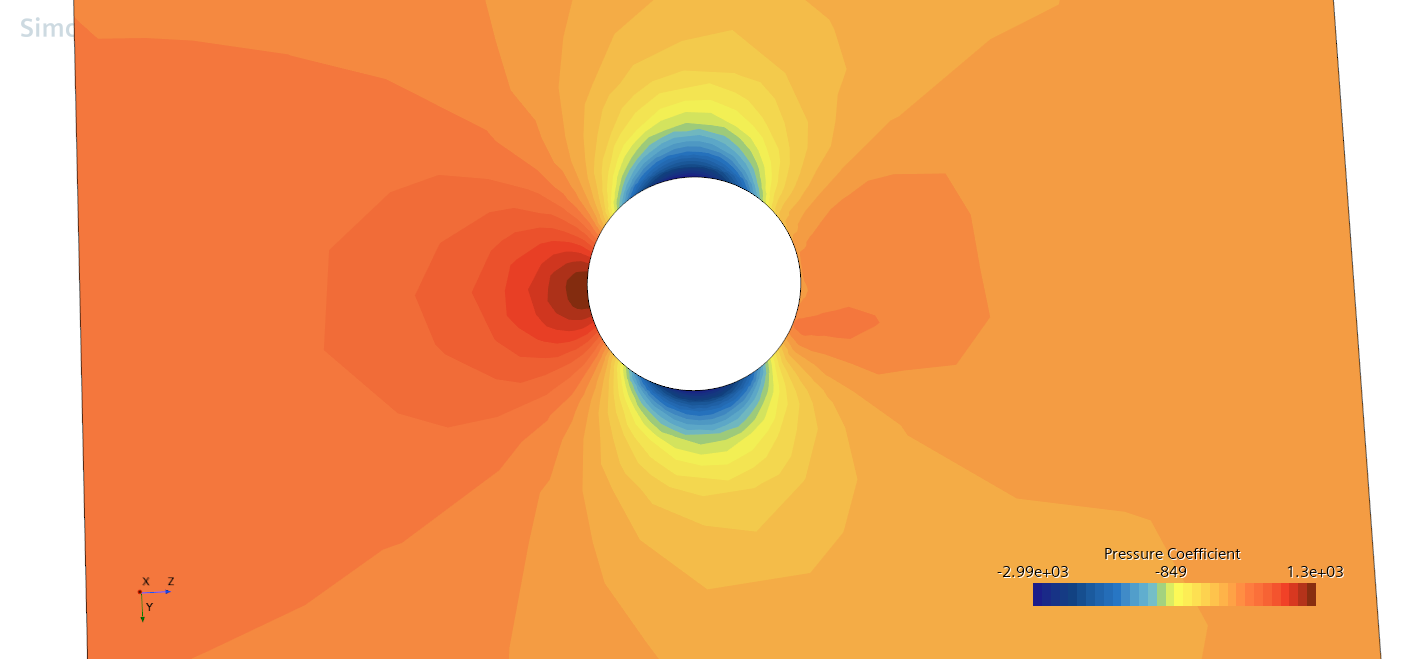 X Z
Y
Pressure Coefficient
-2.99e+03 -849 1.3e+03